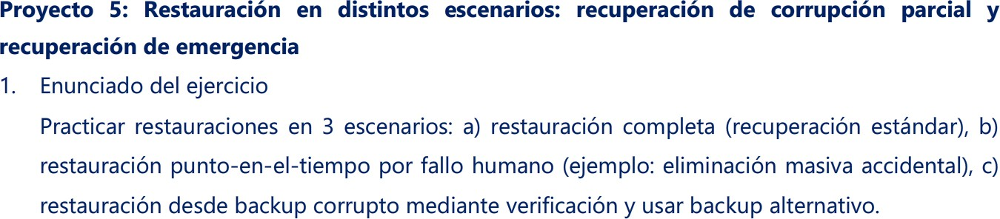 Proyecto 5: Restauración en distintos escenarios: recuperación de corrupción parcial y
recuperación de emergencia
1. Enunciado del ejercicio
Practicar restauraciones en 3 escenarios: a) restauración completa (recuperación estándar), b)
restauración punto-en-el-tiempo por fallo humano (ejemplo: eliminación masiva accidental), c)
restauración desde backup corrupto mediante verificación y usar backup alternativo.